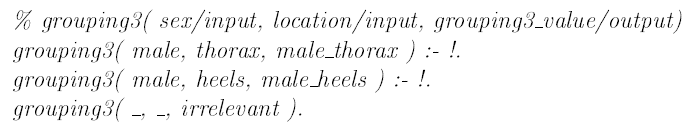 % grouping3( sex/input, location/input, grouping3_value/output)
grouping3( male, thorax, male_thorax ) :- !.
grouping3( male, heels, male_heels ) :- !.
grouping3( _, _, irrelevant ).